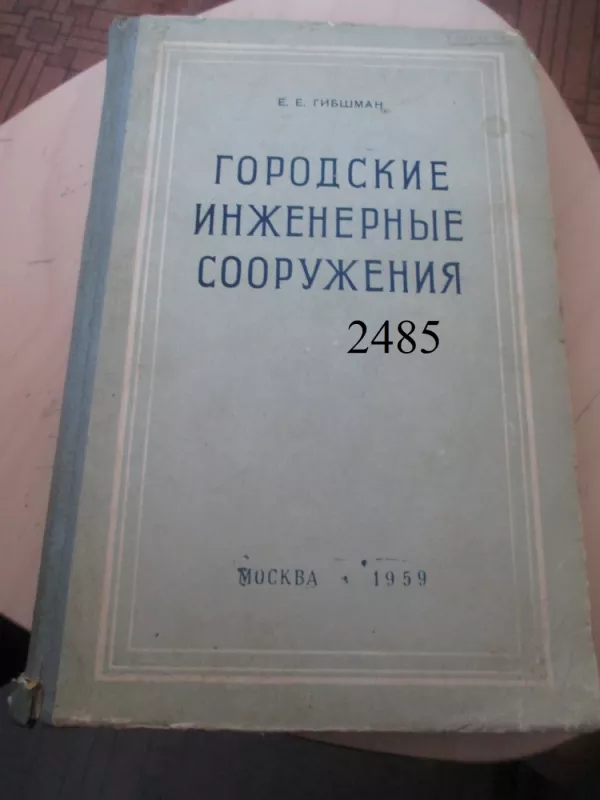 Е. Е. ГИБШМАН
ГОРОДСКИЕ
ИНЖЕНЕРНЫЕ
СООРУЖЕНИЯ
2485
МОСКВА 1959